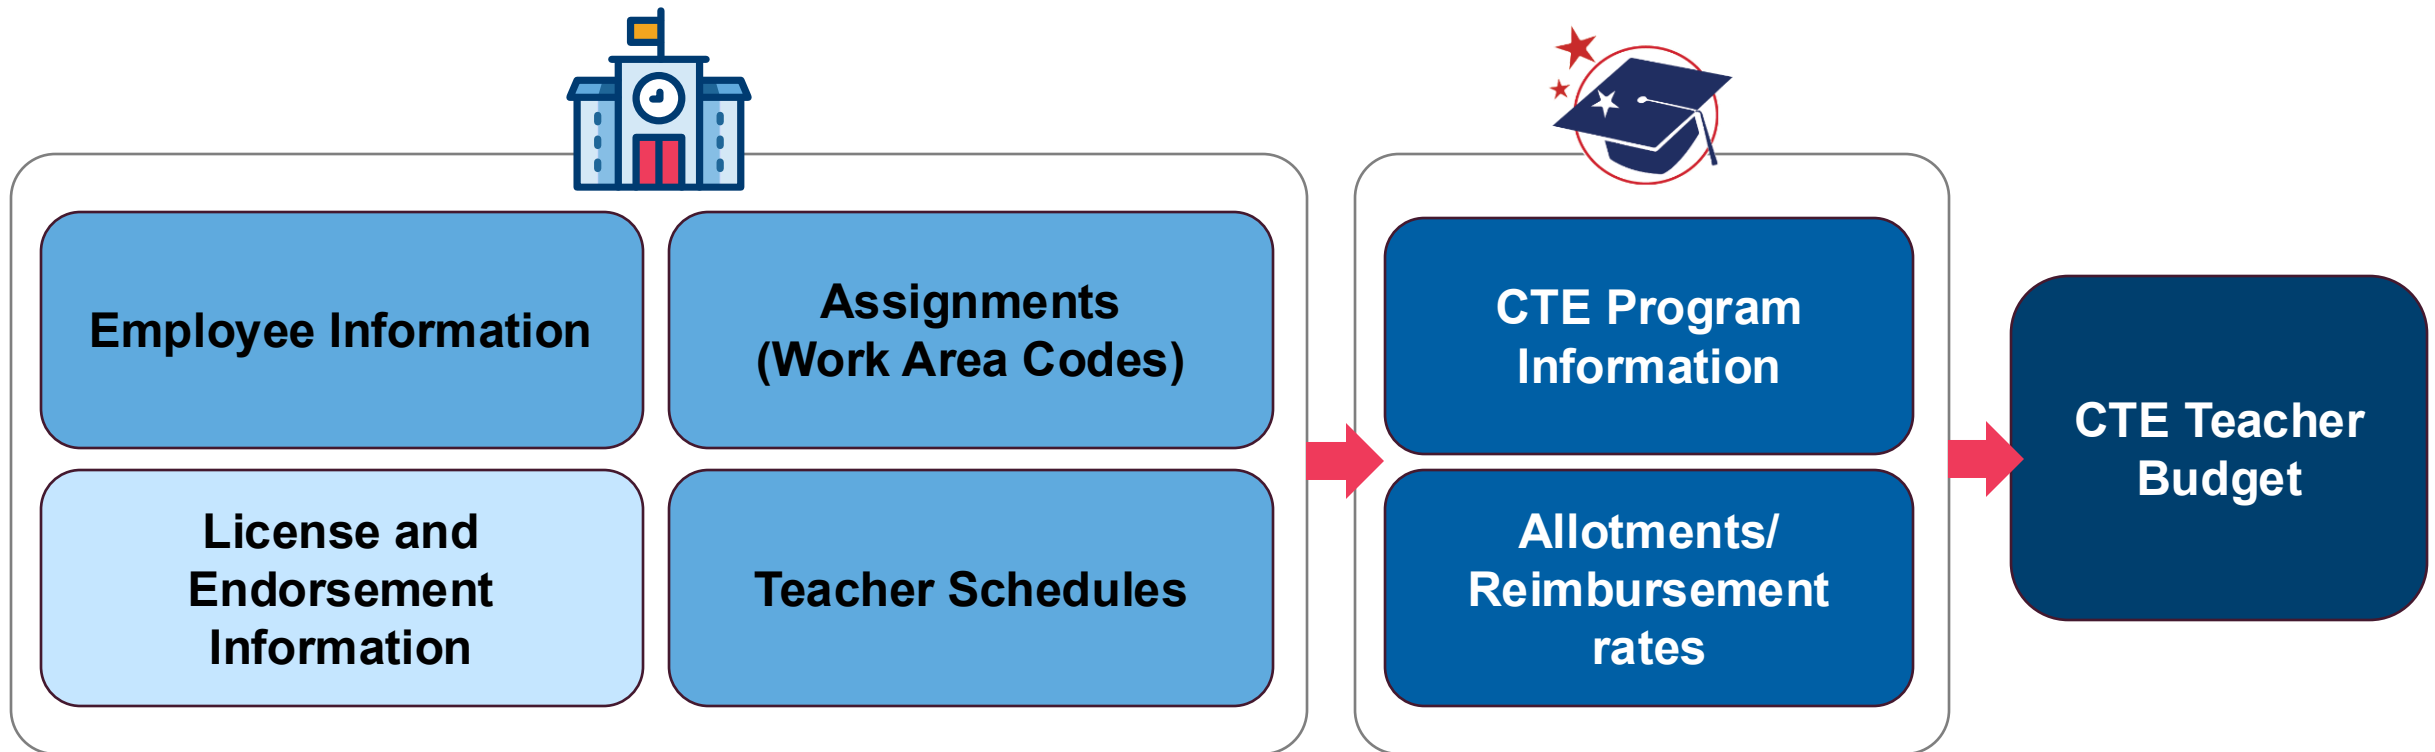 Employee Information
Assignments
(Work Area Codes)
License and
Endorsement
Information
Teacher Schedules
CTE Program
Information
Allotments/
Reimbursement
rates
CTE Teacher
Budget